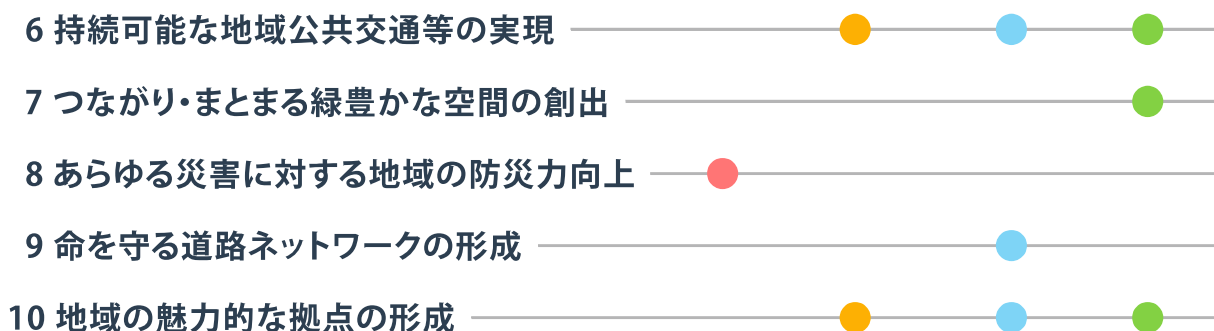 6 持続可能な地域公共交通等の実現
7 つながり・まとまる緑豊かな空間の創出
8 あらゆる災害に対する地域の防災力向上
9 命を守る道路ネットワークの形成
10 地域の魅力的な拠点の形成